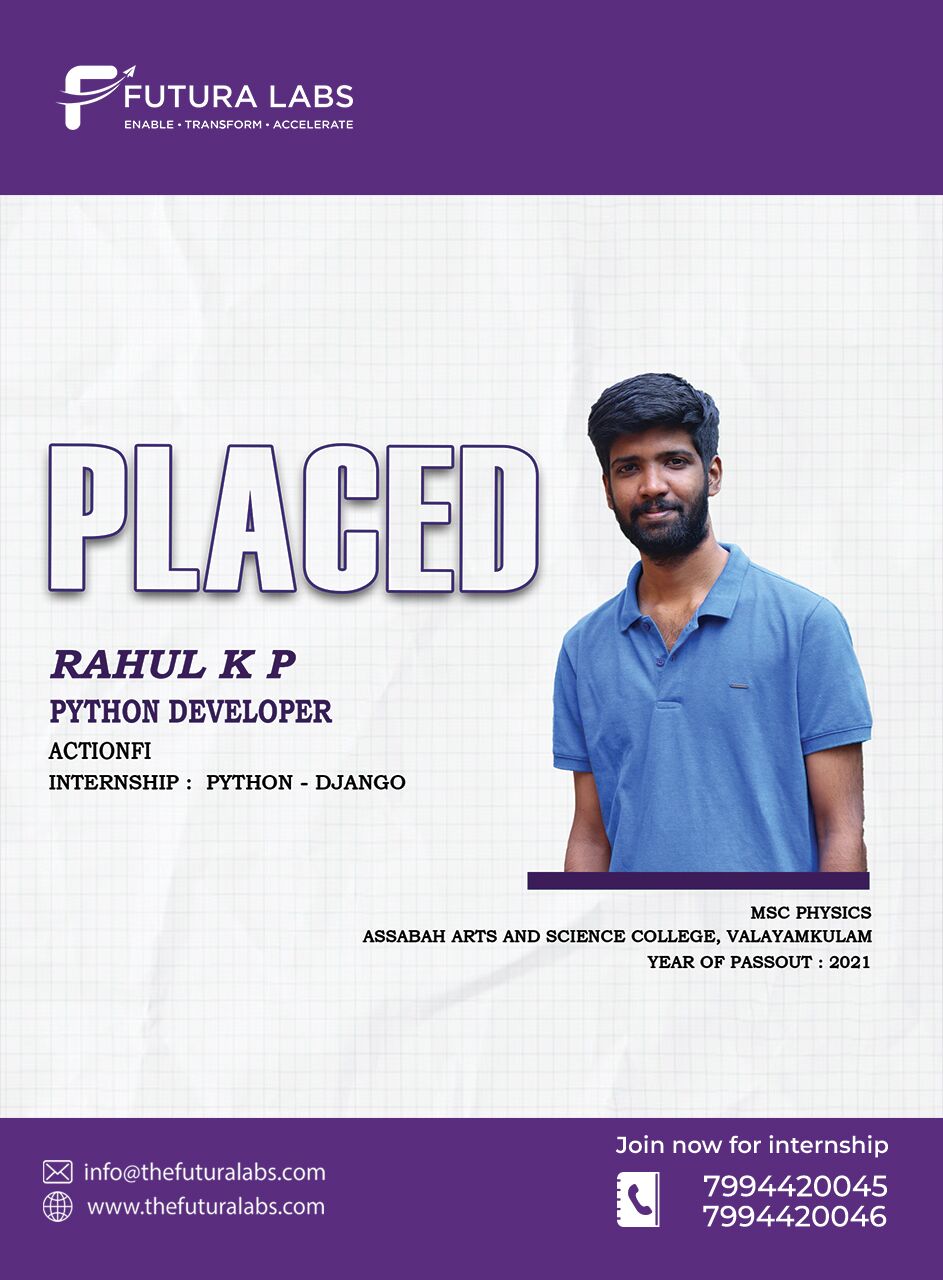 FUTURA LABS
ENABLE • TRANSFORM • ACCELERATE
PLACED
RAHUL K P
PYTHON DEVELOPER
ACTIONFI
INTERNSHIP : PYTHON - DJANGO
MSC PHYSICS
ASSABAH ARTS AND SCIENCE COLLEGE, VALAYAMKULAM
YEAR OF PASSOUT : 2021
info@thefuturalabs.com
www.thefuturalabs.com
Join now for internship
7994420045
7994420046